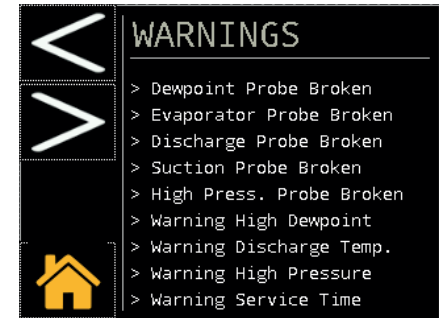 WARNINGS
> Dewpoint Probe Broken
> Evaporator Probe Broken
> Discharge Probe Broken
> Suction Probe Broken
> High Press. Probe Broken
> Warning High Dewpoint
> Warning Discharge Temp.
> Warning High Pressure
> Warning Service Time